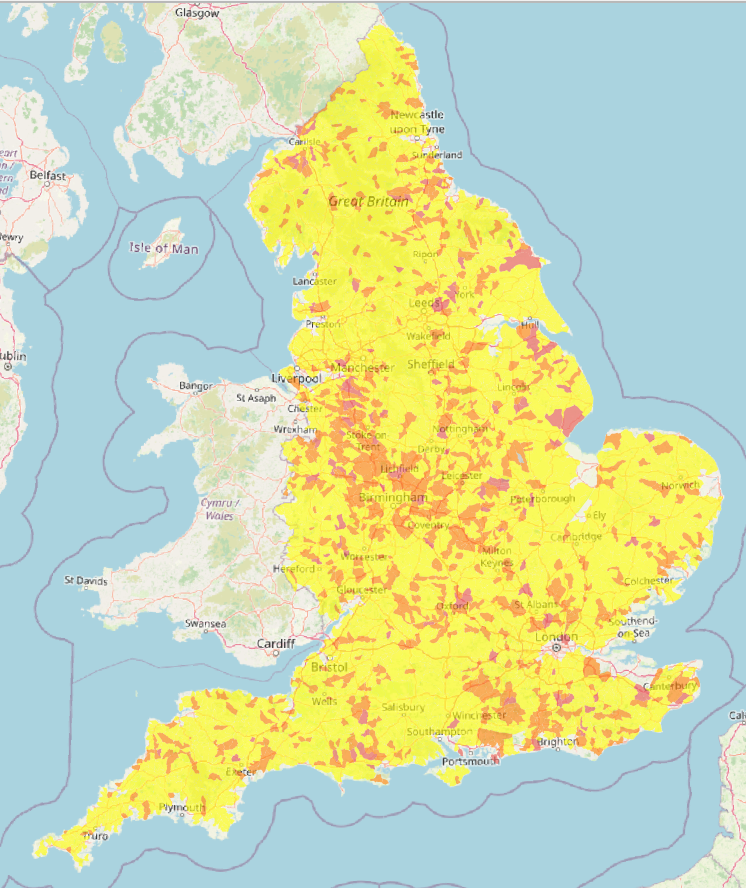 Glasgow
Newcastle
upon Tyne
Carlisle
Sunderland
Belfast
Great Britain
Isle of Man
Ripon
Lancaster
York
Leeds
Preston
Hull
Wakefield
Manchester
Sheffield
Liverpool
Bangor
St Asaph
Lincoln
Chester
Wrexham
Stoke-on-
Trent
Nottingham
Derby
Lichfield
Leicester
Norwich
Birmingham
Peterborough
Cymru /
Wales
Ely
Coventry
Cambridge
Worcester
Milton
Keynes
Hereford
St Davids
Colchester
Gloucester
Oxford
St Albans
Swansea
Southend-
on-Sea
Cardiff
London
Bristol
Canterbury
Wells
Salisbury
Winchester
Southampton
Brighton
Portsmouth
Exeter
Plymouth
Truro